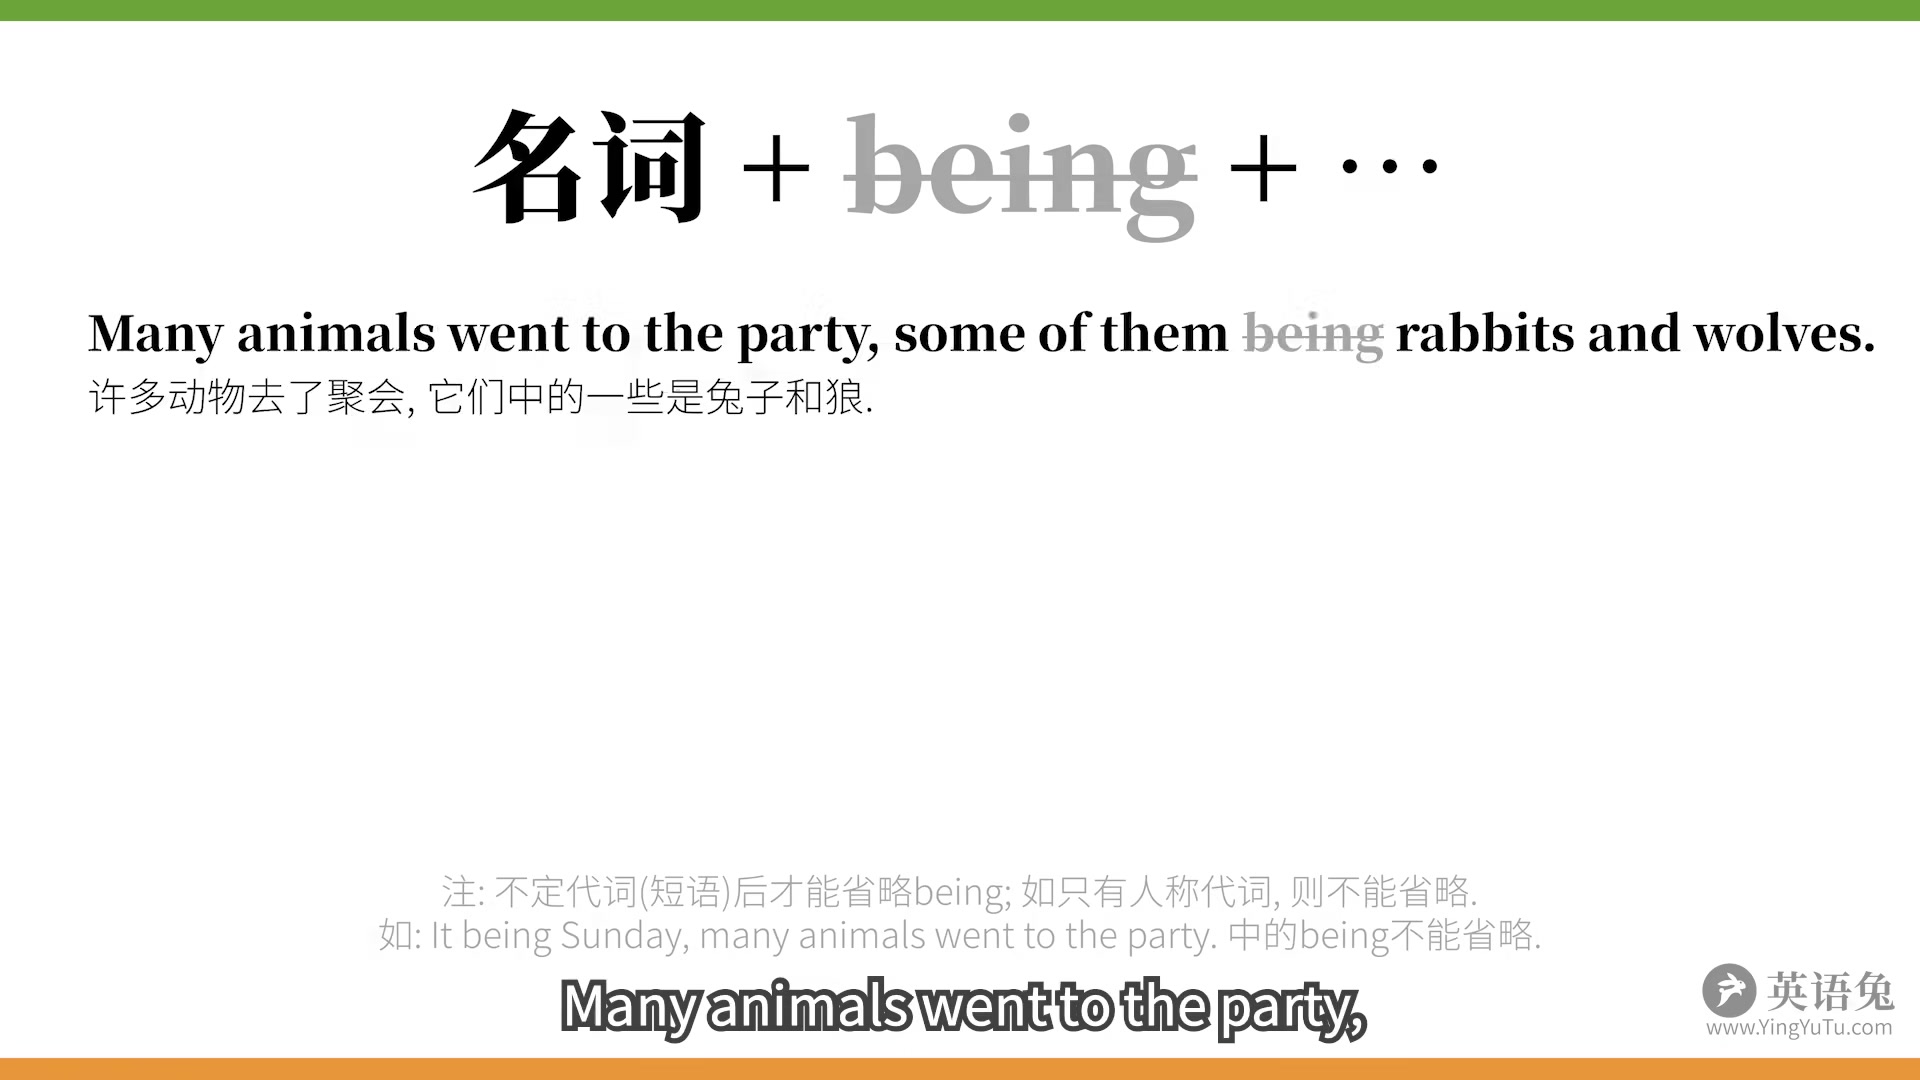 名词 + being + ···
Many animals went to the party, some of them being rabbits and wolves.
许多动物去了聚会, 它们中的一些是兔子和狼.
注: 不定代词(短语)后才能省略being; 如只有人称代词, 则不能省略.
如: It being Sunday, many animals went to the party. 中的being不能省略.
Many animals went to the party,
英语兔
www.YingYuTu.com